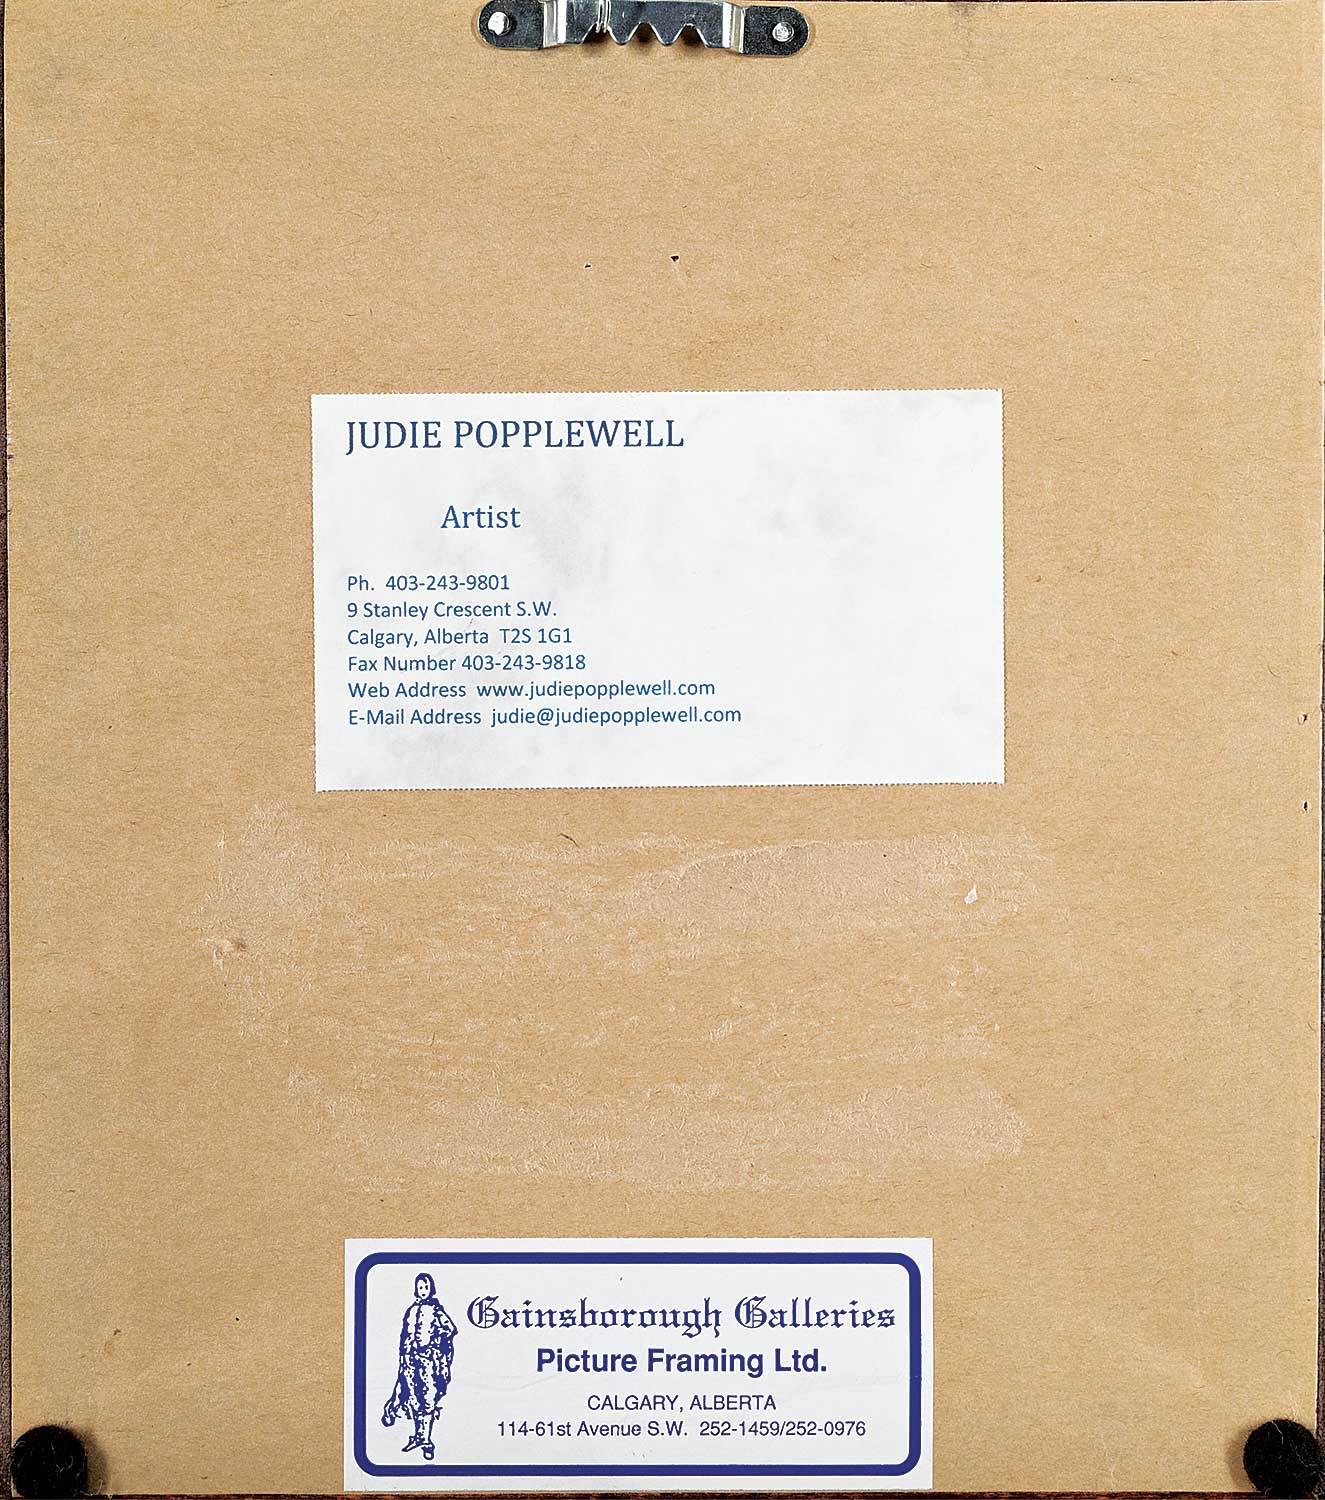 JUDIE POPPLEWELL
Artist
Ph. 403-243-9801
9 Stanley Crescent S.W.
Calgary, Alberta T2S 1G1
Fax Number 403-243-9818
Web Address www.judiepopplewell.com
E-Mail Address judie@judiepopplewell.com
Gainsborough Galleries
Picture Framing Ltd.
CALGARY, ALBERTA
114-61st Avenue S.W. 252-1459/252-0976